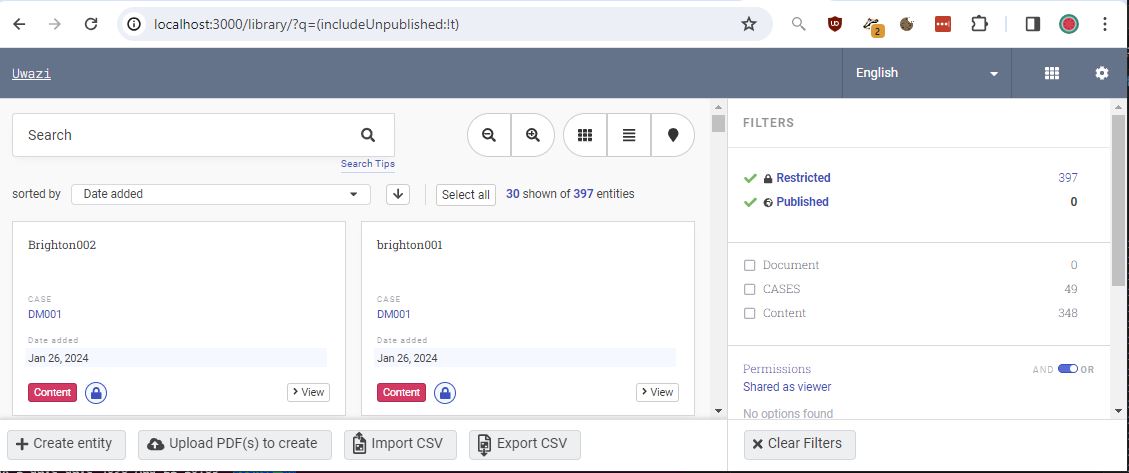 localhost:3000/library/?q=(includeUnpublished:!t)
2
Uwazi
English
Search
Search Tips
sorted by
Date added
Select all
30 shown of 397 entities
Brighton002
CASE
DM001
Date added
Jan 26, 2024
Content
View
brighton001
CASE
DM001
Date added
Jan 26, 2024
Content
View
FILTERS
Restricted 397
Published 0
Document 0
CASES 49
Content 348
Permissions AND OR
Shared as viewer
No options found
Create entity
Upload PDF(s) to create
Import CSV
Export CSV
Clear Filters